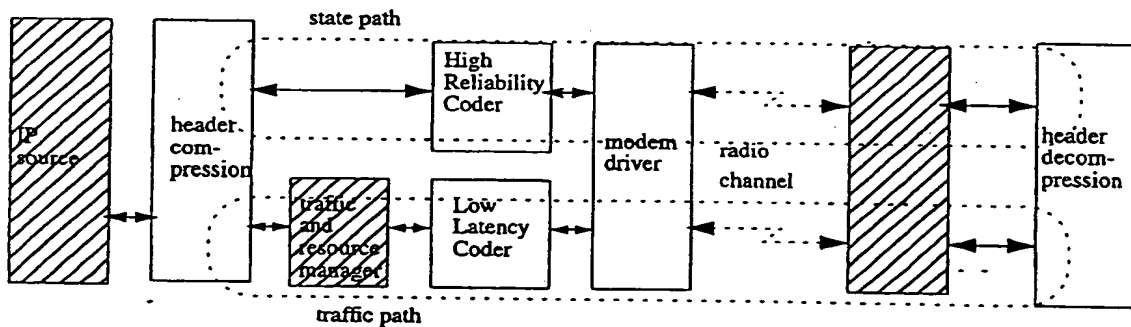 state path
IP
source
header
com-
pression
High
Reliability
Coder
traffic
and
resource
manager
Low
Latency
Coder
modem
driver
radio
channel
header
decom-
pression
traffic path